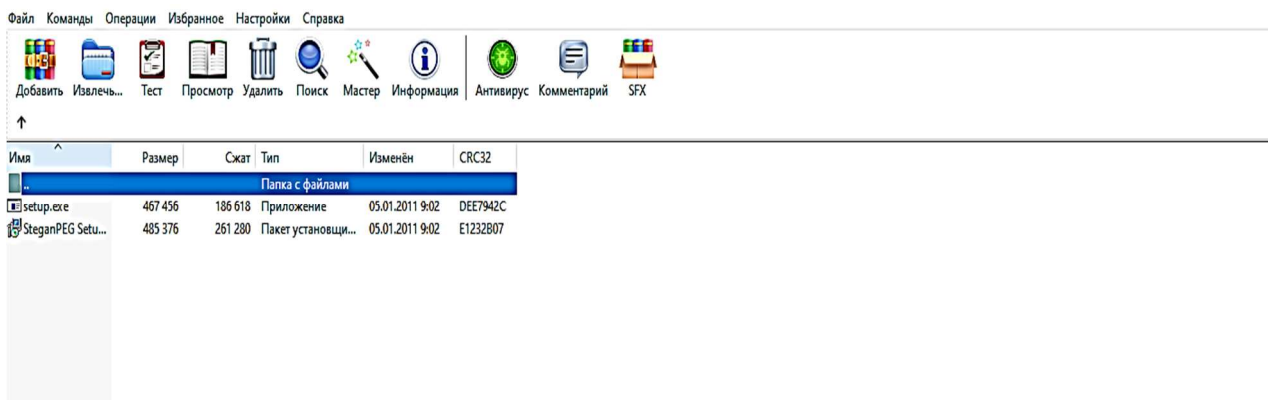 Файл Команды Операции Избранное Настройки Справка
Добавить Извлечь... Тест Просмотр Удалить Поиск Мастер Информация Антивирус Комментарий SFX
Имя Размер Сжат Тип Изменён CRC32
.. Папка с файлами
setup.exe 467 456 186 618 Приложение 05.01.2011 9:02 DEE7942C
SteganPEG Setu... 485 376 261 280 Пакет установщи... 05.01.2011 9:02 E1232B07